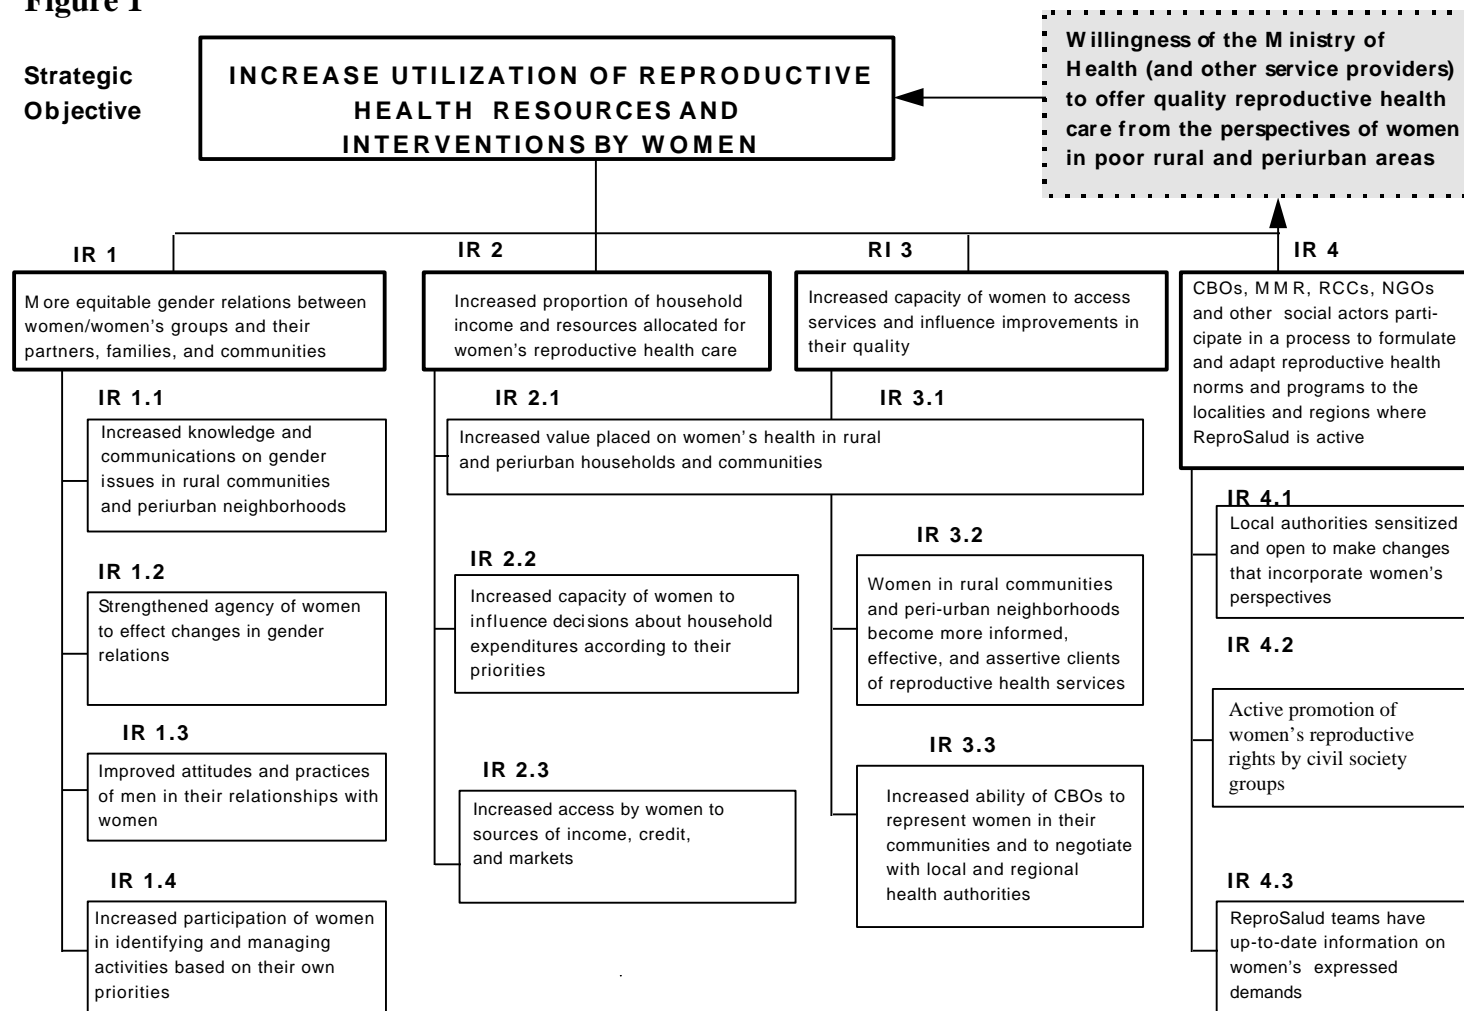 Figure 1
Strategic
Objective
INCREASE UTILIZATION OF REPRODUCTIVE
HEALTH RESOURCES AND
INTERVENTIONS BY WOMEN
Willingness of the Ministry of
Health (and other service providers)
to offer quality reproductive health
care from the perspectives of women
in poor rural and periurban areas
IR 1
More equitable gender relations between
women/women's groups and their
partners, families, and communities
IR 1.1
Increased knowledge and
communications on gender
issues in rural communities
and periurban neighborhoods
IR 1.2
Strengthened agency of women
to effect changes in gender
relations
IR 1.3
Improved attitudes and practices
of men in their relationships with
women
IR 1.4
Increased participation of women
in identifying and managing
activities based on their own
priorities
IR 2
Increased proportion of household
income and resources allocated for
women's reproductive health care
IR 2.1
IR 3.1
Increased value placed on women's health in rural
and periurban households and communities
IR 2.2
Increased capacity of women to
influence decisions about household
expenditures according to their
priorities
IR 2.3
Increased access by women to
sources of income, credit,
and markets
RI 3
Increased capacity of women to access
services and influence improvements in
their quality
IR 3.2
Women in rural communities
and peri-urban neighborhoods
become more informed,
effective, and assertive clients
of reproductive health services
IR 3.3
Increased ability of CBOs to
represent women in their
communities and to negotiate
with local and regional
health authorities
IR 4
CBOs, MMR, RCCs, NGOs
and other social actors parti-
cipate in a process to formulate
and adapt reproductive health
norms and programs to the
localities and regions where
ReproSalud is active
IR 4.1
Local authorities sensitized
and open to make changes
that incorporate women's
perspectives
IR 4.2
Active promotion of
women's reproductive
rights by civil society
groups
IR 4.3
ReproSalud teams have
up-to-date information on
women's expressed
demands